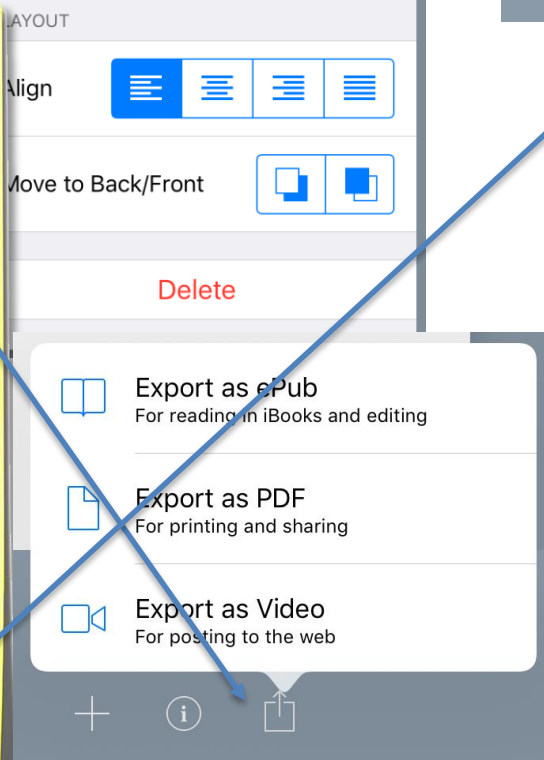 LAYOUT
Align
Move to Back/Front
Delete
Export as ePub
For reading in iBooks and editing
Export as PDF
For printing and sharing
Export as Video
For posting to the web